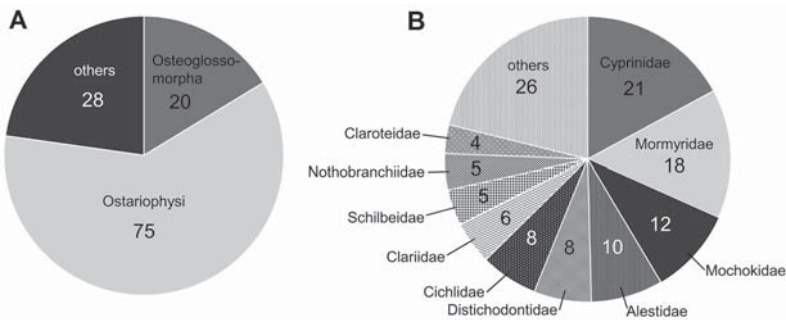 A
others
28
Osteoglosso-
morpha
20
Ostariophysi
75
B
others
26
Cyprinidae
21
Mormyridae
18
12
Mochokidae
10
Alestidae
8
Distichodontidae
8
Cichlidae
6
Clariidae
5
Schilbeidae
5
Nothobranchiidae
4
Claroteidae